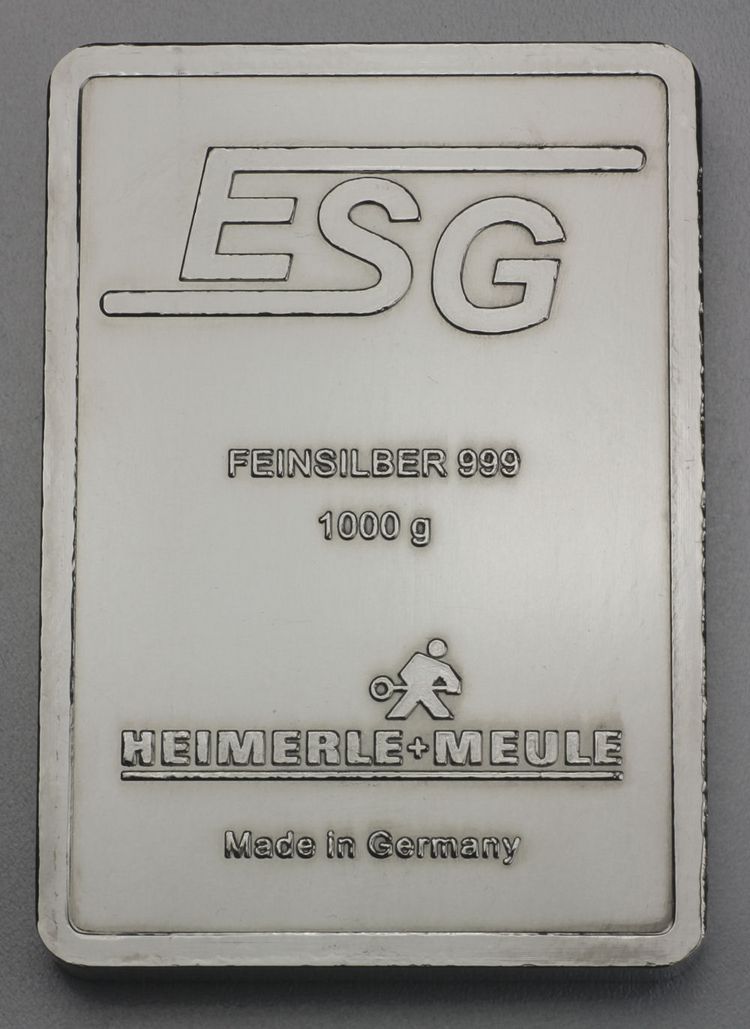 ESG
FEINSILBER 999
1000 g
HEIMERLE+MEULE
Made in Germany